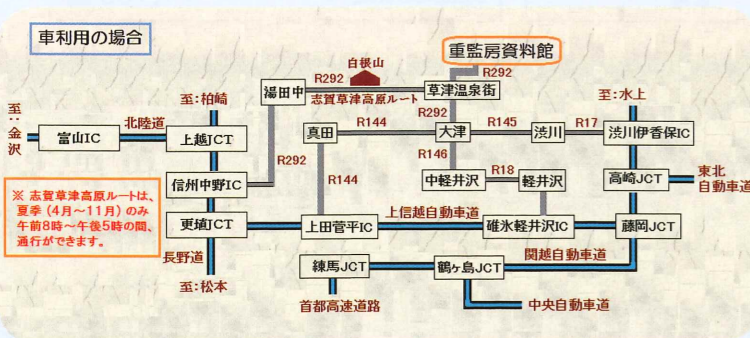 車利用の場合
重監房資料館
白根山
R292
R292
湯田中
草津温泉街
志賀草津高原ルート
至:水上
至:柏崎
至:金沢
北陸道
富山IC
上越JCT
真田
R144
R292
大津
R145
渋川
R17
渋川伊香保IC
R292
R146
R144
中軽井沢
R18
軽井沢
高崎JCT
東北
自動車道
信州中野IC
※ 志賀草津高原ルートは、
夏季(4月~11月)のみ
午前8時~午後5時の間、
通行ができます。
更埴JCT
上田菅平IC
上信越自動車道
碓氷軽井沢IC
藤岡JCT
長野道
至:松本
練馬JCT
鶴ヶ島JCT
関越自動車道
首都高速道路
中央自動車道